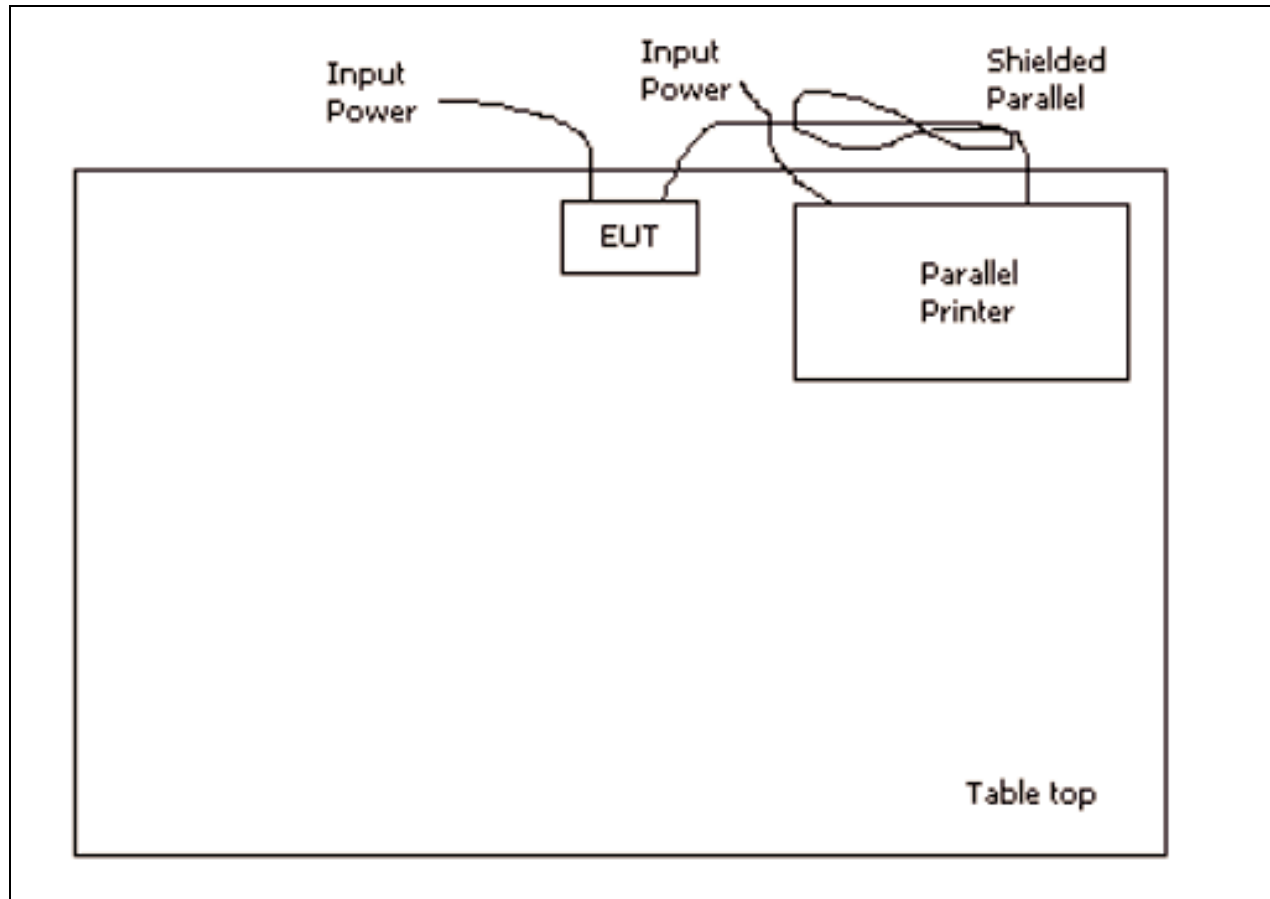 Input
Power
Input
Power
Shielded
Parallel
EUT
Parallel
Printer
Table top